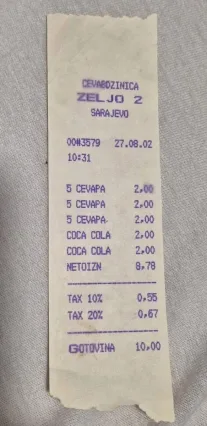 CEVABDZINICA
ZELJO 2
SARAJEVO
00#3579 27.08.02
10:31
5 CEVAPA 2,00
5 CEVAPA 2,00
5 CEVAPA 2,00
COCA COLA 2,00
COCA COLA 2,00
NETOIZN 8,78
TAX 10% 0,55
TAX 20% 0,67
GOTOVINA 10,00